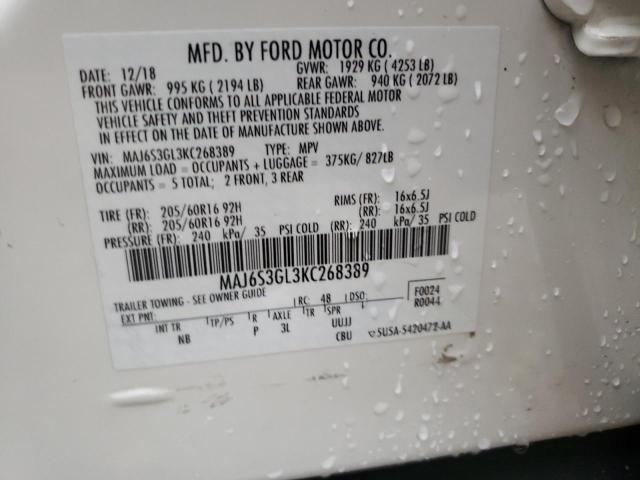 MFD. BY FORD MOTOR CO.
DATE: 12/18 GVWR: 1929 KG ( 4253 LB)
FRONT GAWR: 995 KG ( 2194 LB) REAR GAWR: 940 KG ( 2072 LB)
THIS VEHICLE CONFORMS TO ALL APPLICABLE FEDERAL MOTOR
VEHICLE SAFETY AND THEFT PREVENTION STANDARDS
IN EFFECT ON THE DATE OF MANUFACTURE SHOWN ABOVE.
VIN: MAJ6S3GL3KC268389 TYPE: MPV
MAXIMUM LOAD = OCCUPANTS + LUGGAGE = 375KG/ 827LB
OCCUPANTS = 5 TOTAL; 2 FRONT, 3 REAR
TIRE (FR): 205/60R16 92H RIMS (FR): 16x6.5J
(RR): 205/60R16 92H (RR): 16x6.5J
PRESSURE (FR): 240 kPa/ 35 PSI COLD (RR): 240 kPa/ 35 PSI COLD
MAJ6S3GL3KC268389
TRAILER TOWING - SEE OWNER GUIDE RC: 48 DSO: F0024
EXT PNT: R0044
INT TR TP/PS R AXLE TR SPR
NB P 3L UUJJ
CBU 5USA-5420472-AA